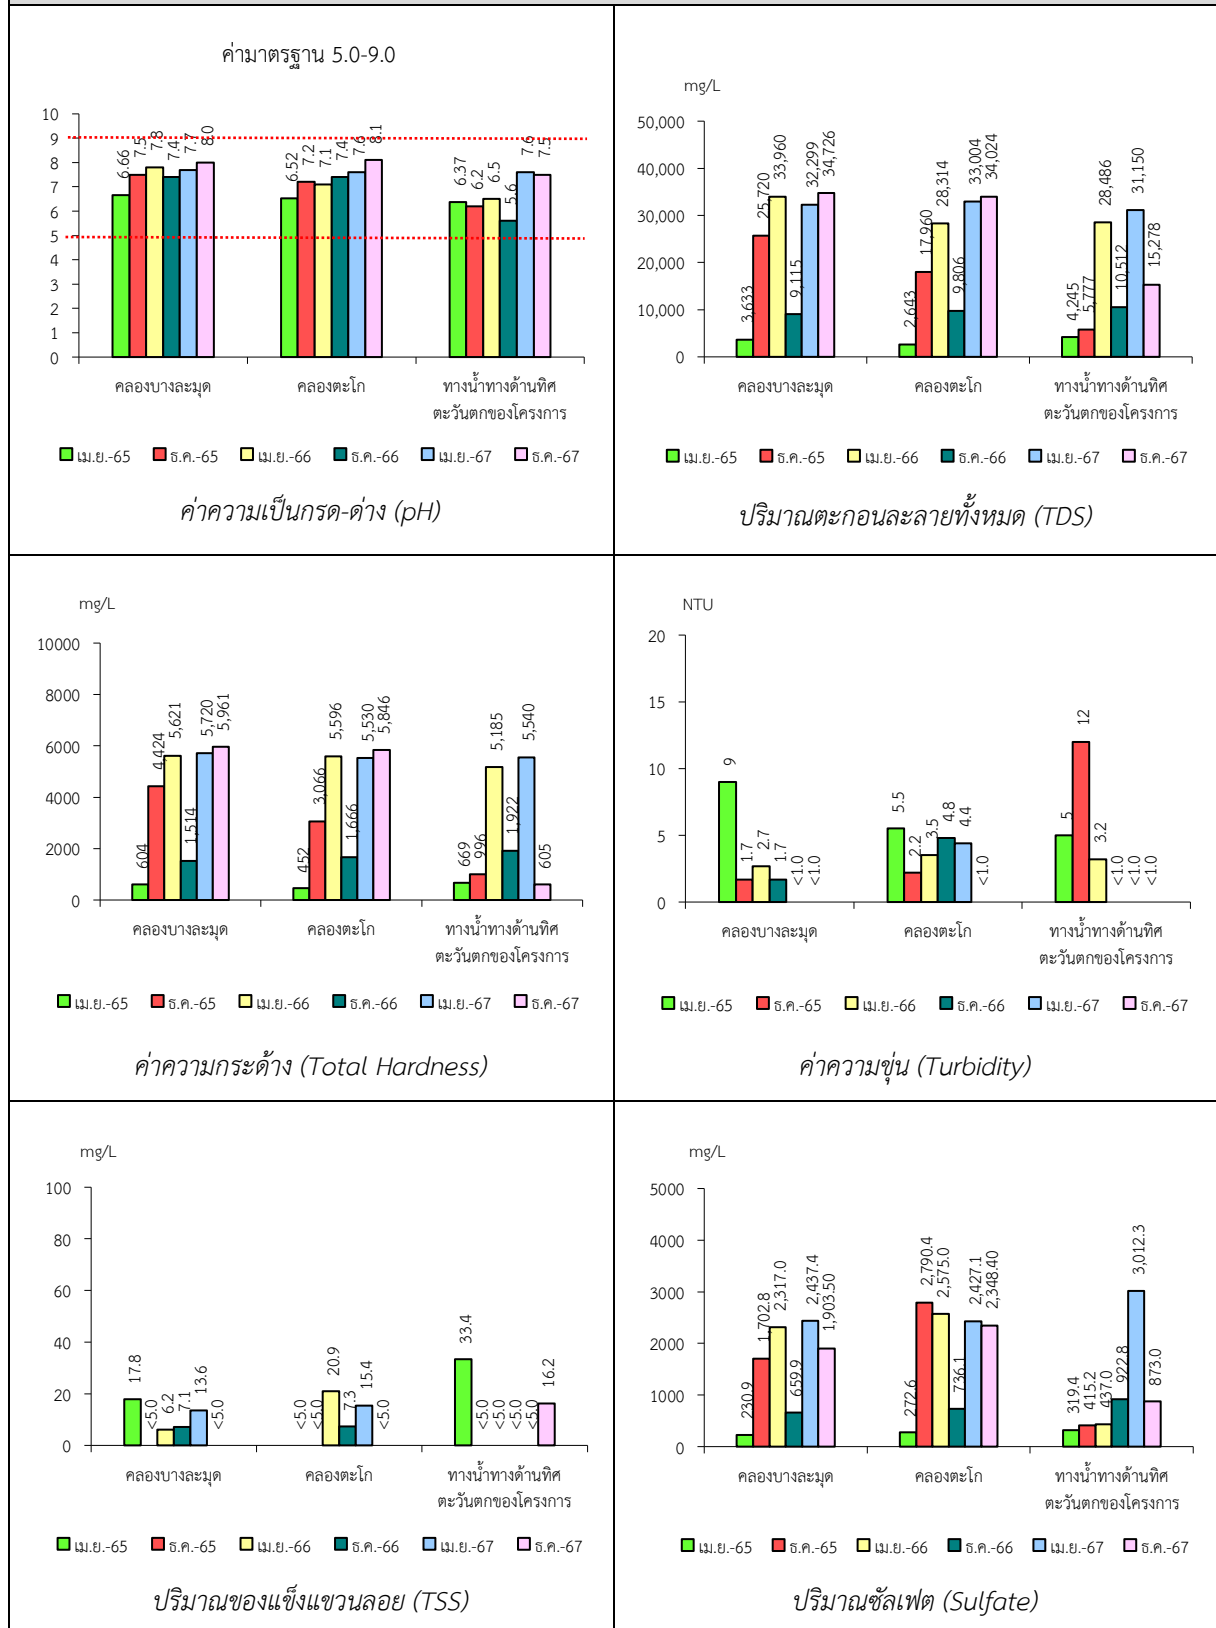 ค่ามาตรฐาน 5.0-9.0
10
9
8
7
6
5
4
3
2
1
0
6.66 7.5 7.8 7.4 7.7 8.0
6.52 7.2 7.1 7.4 7.6 8.1
6.37 6.2 6.5 5.6 7.6 7.5
คลองบางละมุด คลองตะโก ทางน้ำทางด้านทิศ
ตะวันตกของโครงการ
เม.ย.-65 ธ.ค.-65 เม.ย.-66 ธ.ค.-66 เม.ย.-67 ธ.ค.-67
ค่าความเป็นกรด-ด่าง (pH)
mg/L
50,000
40,000
30,000
20,000
10,000
0
3,633 25,720 33,960 9,115 32,299 34,726
2,643 17,960 28,314 9,806 33,004 34,024
4,245 5,777 28,486 10,512 31,150 15,278
คลองบางละมุด คลองตะโก ทางน้ำทางด้านทิศ
ตะวันตกของโครงการ
เม.ย.-65 ธ.ค.-65 เม.ย.-66 ธ.ค.-66 เม.ย.-67 ธ.ค.-67
ปริมาณตะกอนละลายทั้งหมด (TDS)
mg/L
10000
8000
6000
4000
2000
0
604 4,424 5,621 1,514 5,720 5,961
452 3,066 5,596 1,666 5,530 5,846
669 996 5,185 1,922 5,540 605
คลองบางละมุด คลองตะโก ทางน้ำทางด้านทิศ
ตะวันตกของโครงการ
เม.ย.-65 ธ.ค.-65 เม.ย.-66 ธ.ค.-66 เม.ย.-67 ธ.ค.-67
ค่าความกระด้าง (Total Hardness)
NTU
20
15
10
5
0
9 1.7 2.7 1.7 <1.0 <1.0
5.5 2.2 3.5 4.8 4.4 <1.0
5 12 3.2 <1.0 <1.0 <1.0
คลองบางละมุด คลองตะโก ทางน้ำทางด้านทิศ
ตะวันตกของโครงการ
เม.ย.-65 ธ.ค.-65 เม.ย.-66 ธ.ค.-66 เม.ย.-67 ธ.ค.-67
ค่าความขุ่น (Turbidity)
mg/L
100
80
60
40
20
0
17.8 <5.0 6.2 7.1 13.6 <5.0
<5.0 <5.0 20.9 7.3 15.4 <5.0
33.4 <5.0 <5.0 <5.0 <5.0 16.2
คลองบางละมุด คลองตะโก ทางน้ำทางด้านทิศ
ตะวันตกของโครงการ
เม.ย.-65 ธ.ค.-65 เม.ย.-66 ธ.ค.-66 เม.ย.-67 ธ.ค.-67
ปริมาณของแข็งแขวนลอย (TSS)
mg/L
5000
4000
3000
2000
1000
0
230.9 1,702.8 2,317.0 659.9 2,437.4 1,903.50
272.6 2,790.4 2,575.0 736.1 2,427.1 2,348.40
319.4 415.2 437.0 922.8 3,012.3 873.0
คลองบางละมุด คลองตะโก ทางน้ำทางด้านทิศ
ตะวันตกของโครงการ
เม.ย.-65 ธ.ค.-65 เม.ย.-66 ธ.ค.-66 เม.ย.-67 ธ.ค.-67
ปริมาณซัลเฟต (Sulfate)